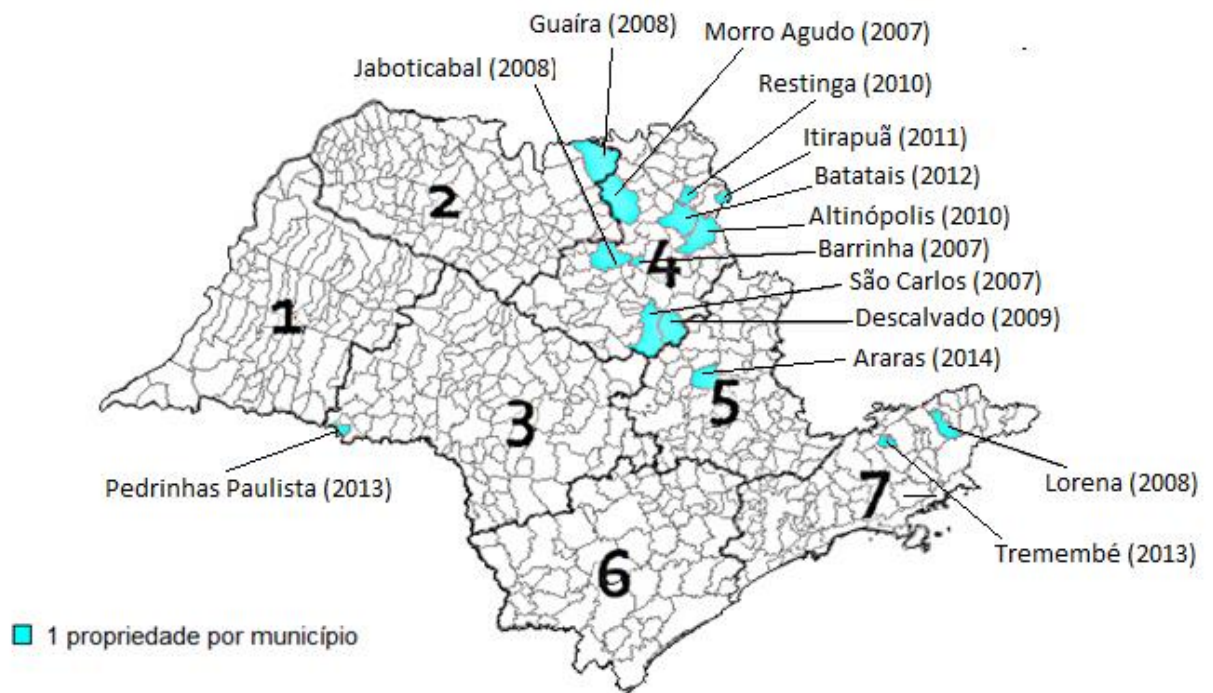 Guaíra (2008)
Morro Agudo (2007)
Jaboticabal (2008)
Restinga (2010)
Itirapuã (2011)
Batatais (2012)
Altinópolis (2010)
Barrinha (2007)
São Carlos (2007)
Descalvado (2009)
Araras (2014)
2
4
1
3
5
Pedrinhas Paulista (2013)
7
Lorena (2008)
Tremembé (2013)
6
1 propriedade por município